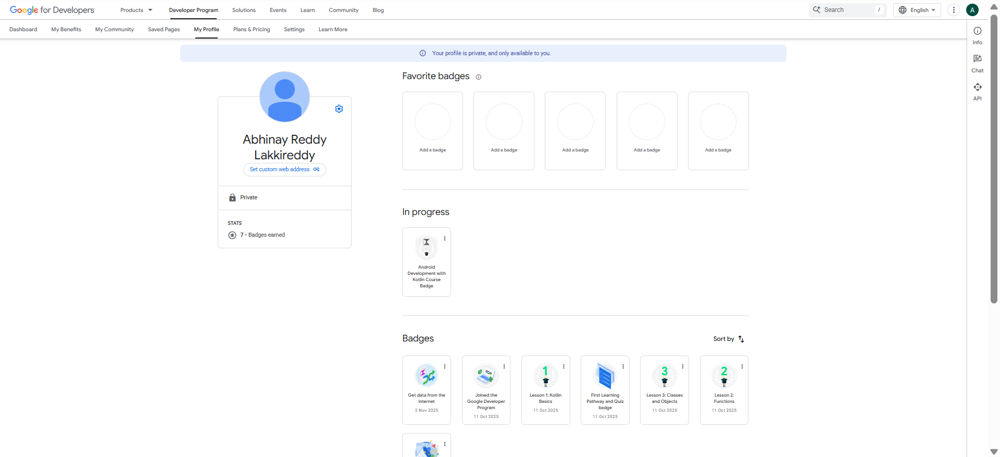 Google for Developers
Products
Developer Program
Solutions
Events
Learn
Community
Blog
Search
/
English
A
Dashboard
My Benefits
My Community
Saved Pages
My Profile
Plans & Pricing
Settings
Learn More
Info
Chat
API
Your profile is private, and only available to you.
Abhinay Reddy
Lakkireddy
Set custom web address
Private
STATS
7 · Badges earned
Favorite badges
Add a badge
Add a badge
Add a badge
Add a badge
Add a badge
In progress
Android
Development with
Kotlin Course
Badge
Badges
Sort by
Get data from the
internet
2 Nov 2025
Joined the
Google Developer
Program
11 Oct 2025
1
Lesson 1: Kotlin
Basics
11 Oct 2025
First Learning
Pathway and Quiz
badge
11 Oct 2025
3
Lesson 3: Classes
and Objects
11 Oct 2025
2
Lesson 2:
Functions
11 Oct 2025